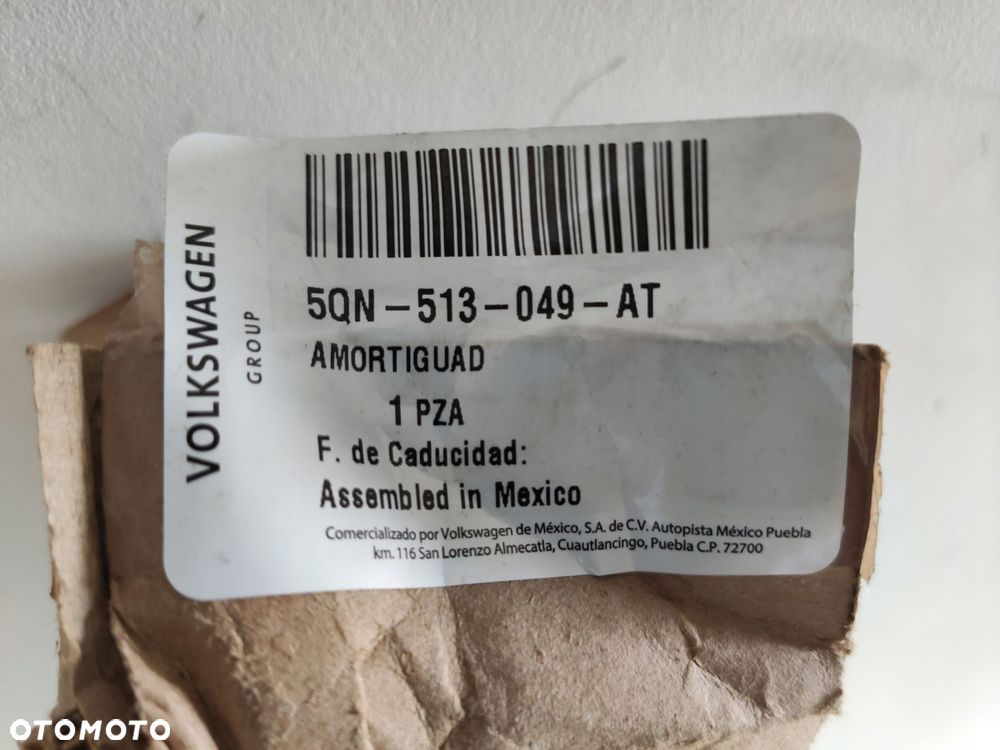 VOLKSWAGEN
GROUP
5QN-513-049-AT
AMORTIGUAD
1 PZA
F. de Caducidad:
Assembled in Mexico
Comercializado por Volkswagen de México, S.A. de C.V. Autopista México Puebla
km. 116 San Lorenzo Almecatla, Cuautlancingo, Puebla C.P. 72700
OTOMOTO